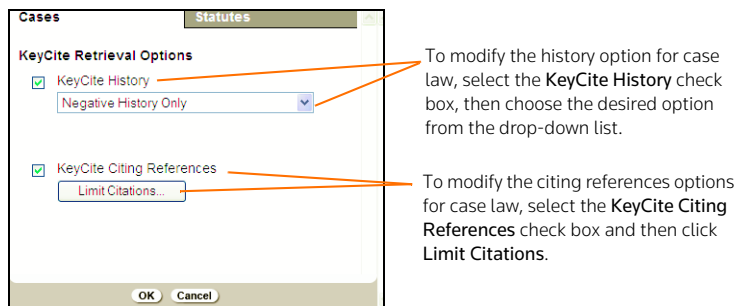 Cases Statutes
KeyCite Retrieval Options
KeyCite History
Negative History Only
KeyCite Citing References
Limit Citations...
OK Cancel
To modify the history option for case
law, select the KeyCite History check
box, then choose the desired option
from the drop-down list.
To modify the citing references options
for case law, select the KeyCite Citing
References check box and then click
Limit Citations.